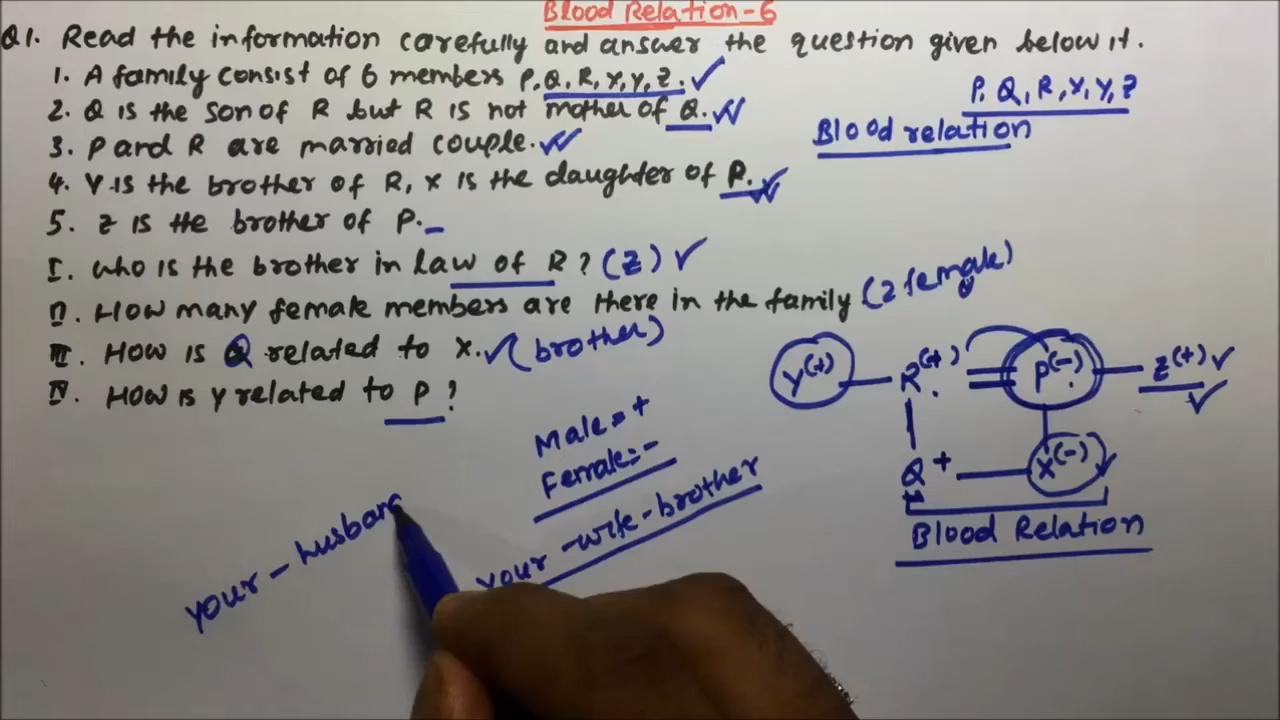 Blood Relation-6
Q1. Read the information carefully and answer the question given below it.
1. A family consist of 6 members P, Q, R, X, Y, Z.
2. Q is the son of R but R is not mother of Q.
3. P and R are married couple.
4. Y is the brother of R, X is the daughter of P.
5. Z is the brother of P.
I. who is the brother in law of R? (Z)
II. How many female members are there in the family (2 female)
III. How is Q related to X. (brother)
IV. How is Y related to P?
P, Q, R, X, Y, Z
Blood relation
Y(+) R(+) P(-) Z(+)
Q + X(-)
Blood Relation
Male = +
Female = -
your - wife - brother
your - husban